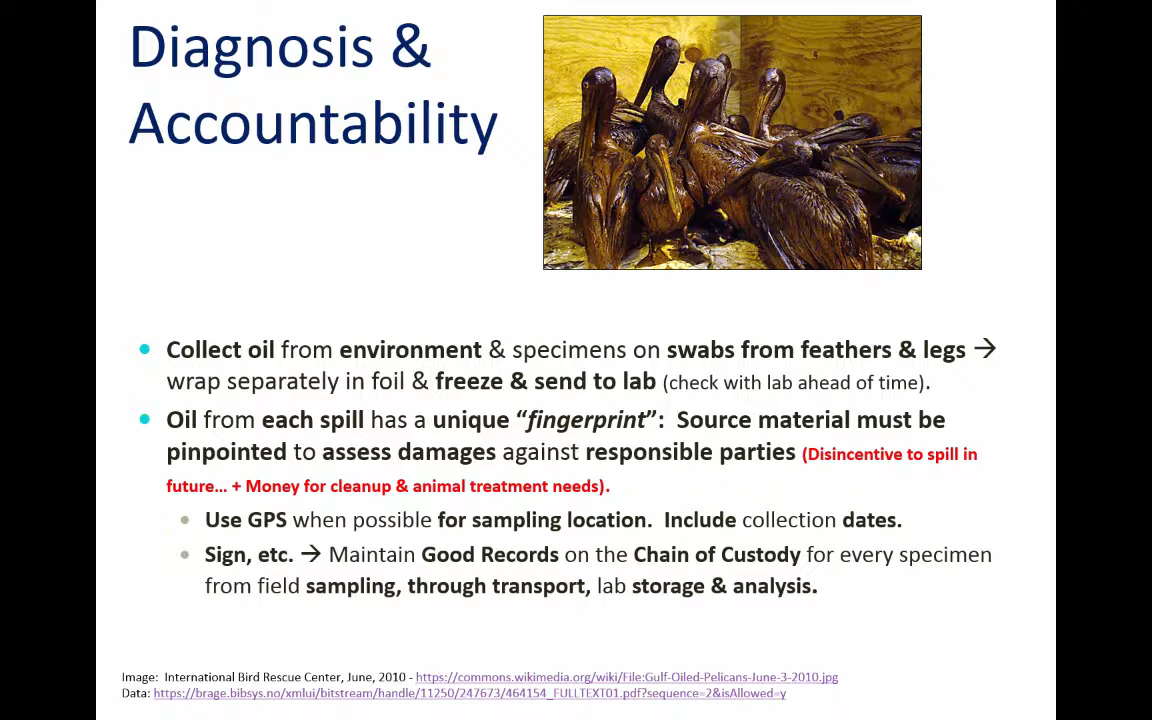 Diagnosis &
Accountability
Collect oil from environment & specimens on swabs from feathers & legs →
wrap separately in foil & freeze & send to lab (check with lab ahead of time).
Oil from each spill has a unique “fingerprint”:  Source material must be
pinpointed to assess damages against responsible parties (Disincentive to spill in
future… + Money for cleanup & animal treatment needs).
Use GPS when possible for sampling location.  Include collection dates.
Sign, etc. → Maintain Good Records on the Chain of Custody for every specimen
from field sampling, through transport, lab storage & analysis.
Image:  International Bird Rescue Center, June, 2010 - https://commons.wikimedia.org/wiki/File:Gulf-Oiled-Pelicans-June-3-2010.jpg
Data: https://brage.bibsys.no/xmlui/bitstream/handle/11250/247673/464154_FULLTEXT01.pdf?sequence=2&isAllowed=y